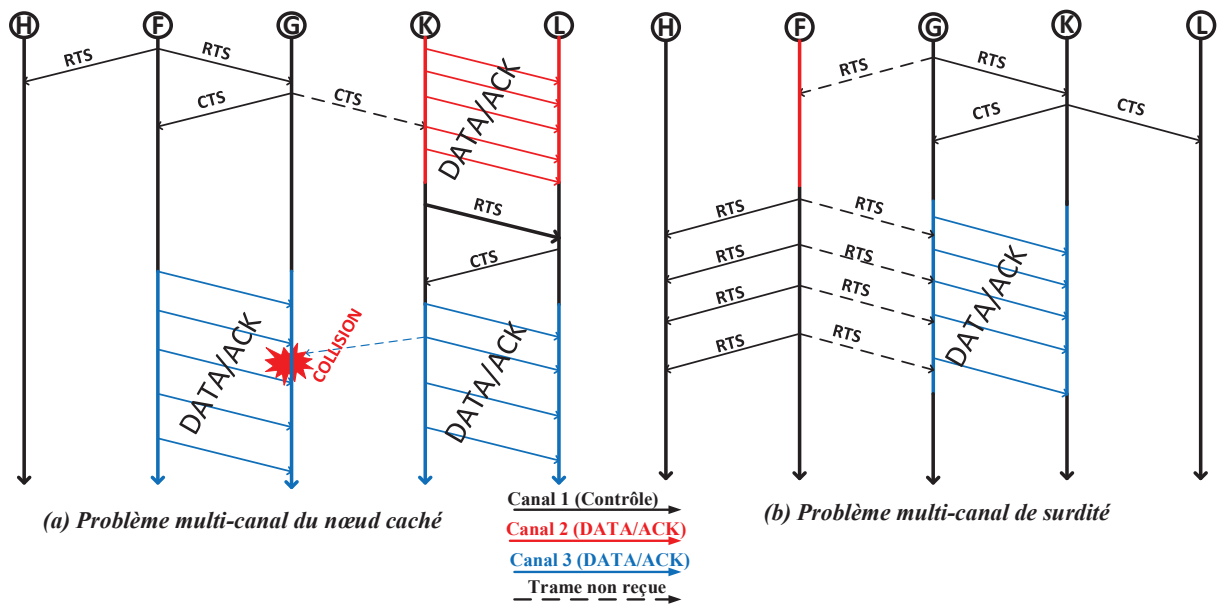 H F G K L
RTS RTS
CTS CTS
DATA/ACK
RTS
CTS
COLLISION
DATA/ACK
DATA/ACK
(a) Problème multi-canal du nœud caché
H F G K L
RTS RTS
CTS CTS
RTS RTS
RTS RTS
RTS RTS
RTS RTS
DATA/ACK
(b) Problème multi-canal de surdité
Canal 1 (Contrôle)
Canal 2 (DATA/ACK)
Canal 3 (DATA/ACK)
Trame non reçue